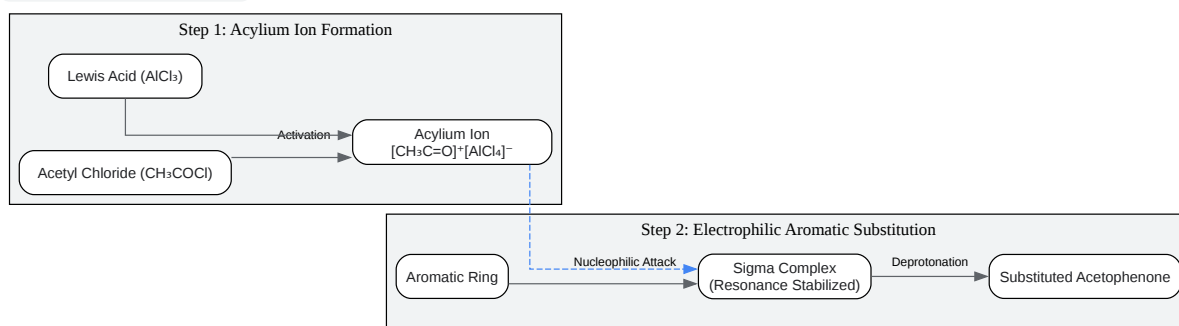 Step 1: Acylium Ion Formation
Lewis Acid (AlCl₃)
Activation
Acylium Ion
[CH₃C=O]⁺[AlCl₄]⁻
Acetyl Chloride (CH₃COCl)
Step 2: Electrophilic Aromatic Substitution
Aromatic Ring
Nucleophilic Attack
Sigma Complex
(Resonance Stabilized)
Deprotonation
Substituted Acetophenone